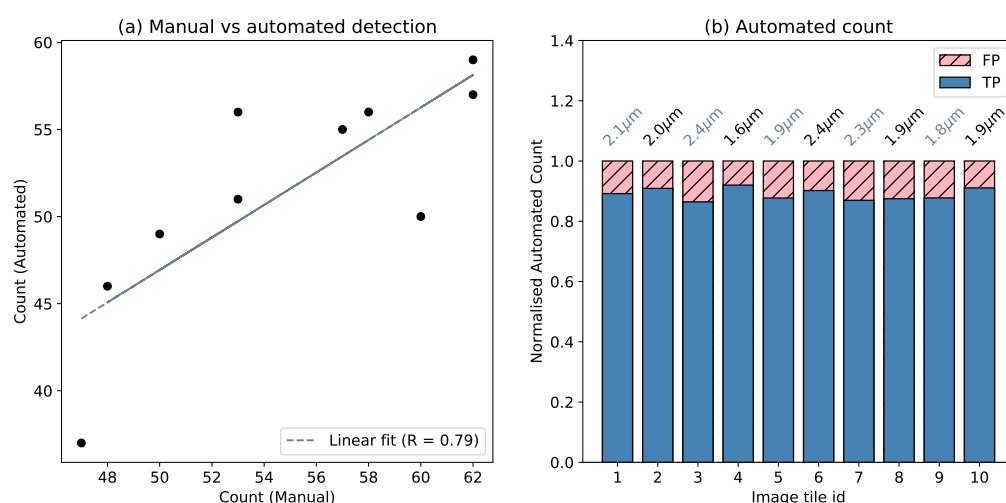 (a) Manual vs automated detection
60
55
50
45
40
Count (Automated)
48 50 52 54 56 58 60 62
Count (Manual)
Linear fit (R = 0.79)
(b) Automated count
FP
TP
1.4
1.2
1.0
0.8
0.6
0.4
0.2
0.0
Normalised Automated Count
2.1μm 2.0μm 2.4μm 1.6μm 1.9μm 2.4μm 2.3μm 1.9μm 1.8μm 1.9μm
1 2 3 4 5 6 7 8 9 10
Image tile id